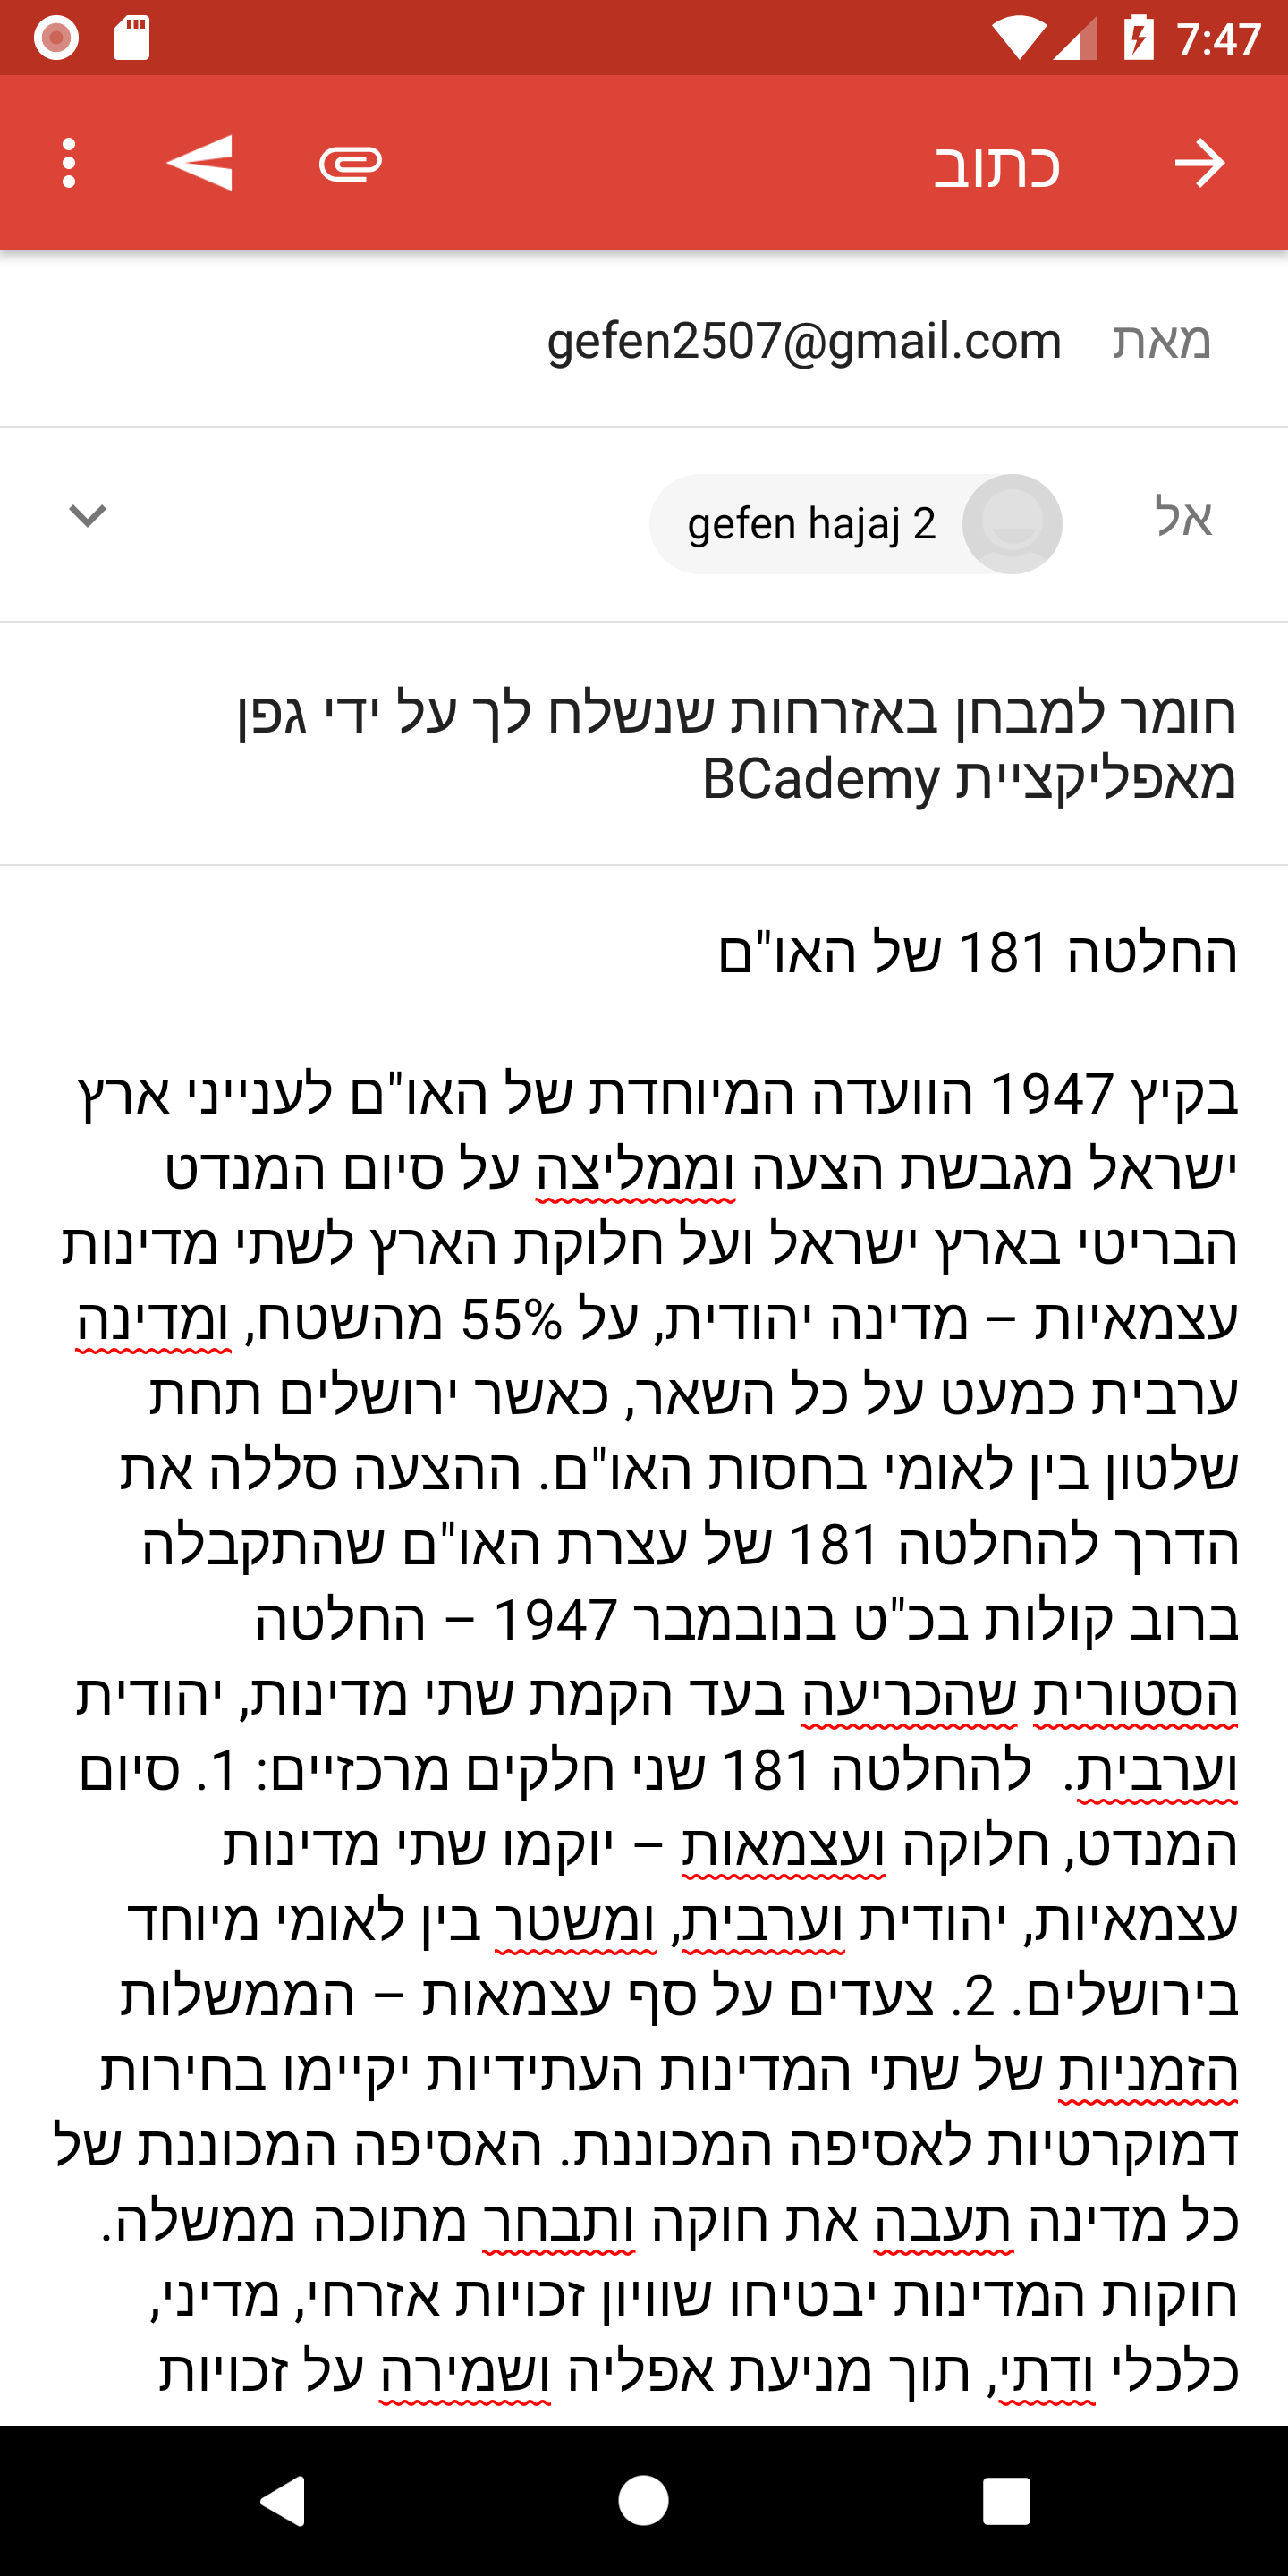 7:47
כתוב
מאת gefen2507@gmail.com
אל gefen hajaj 2
חומר למבחן באזרחות שנשלח לך על ידי גפן
מאפליקציית BCademy
החלטה 181 של האו"ם
בקיץ 1947 הוועדה המיוחדת של האו"ם לענייני ארץ
ישראל מגבשת הצעה וממליצה על סיום המנדט
הבריטי בארץ ישראל ועל חלוקת הארץ לשתי מדינות
עצמאיות – מדינה יהודית, על 55% מהשטח, ומדינה
ערבית כמעט על כל השאר, כאשר ירושלים תחת
שלטון בין לאומי בחסות האו"ם. ההצעה סללה את
הדרך להחלטה 181 של עצרת האו"ם שהתקבלה
ברוב קולות בכ"ט בנובמבר 1947 – החלטה
הסטורית שהכריעה בעד הקמת שתי מדינות, יהודית
וערבית.  להחלטה 181 שני חלקים מרכזיים: 1. סיום
המנדט, חלוקה ועצמאות – יוקמו שתי מדינות
עצמאיות, יהודית וערבית, ומשטר בין לאומי מיוחד
בירושלים. 2. צעדים על סף עצמאות – הממשלות
הזמניות של שתי המדינות העתידיות יקיימו בחירות
דמוקרטיות לאסיפה המכוננת. האסיפה המכוננת של
כל מדינה תעבה את חוקה ותבחר מתוכה ממשלה.
חוקות המדינות יבטיחו שוויון זכויות אזרחי, מדיני,
כלכלי ודתי, תוך מניעת אפליה ושמירה על זכויות